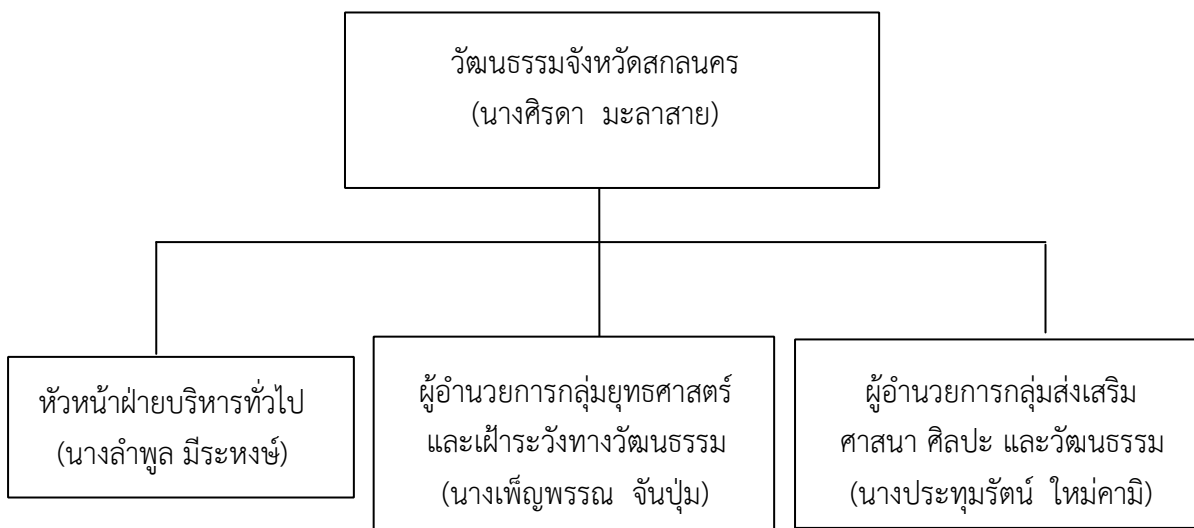 วัฒนธรรมจังหวัดสกลนคร
(นางศิรดา มะลาสาย)
หัวหน้าฝ่ายบริหารทั่วไป
(นางลำพูล มีระหงษ์)
ผู้อำนวยการกลุ่มยุทธศาสตร์
และเฝ้าระวังทางวัฒนธรรม
(นางเพ็ญพรรณ จันปุ่ม)
ผู้อำนวยการกลุ่มส่งเสริม
ศาสนา ศิลปะ และวัฒนธรรม
(นางประทุมรัตน์ ใหม่คามิ)